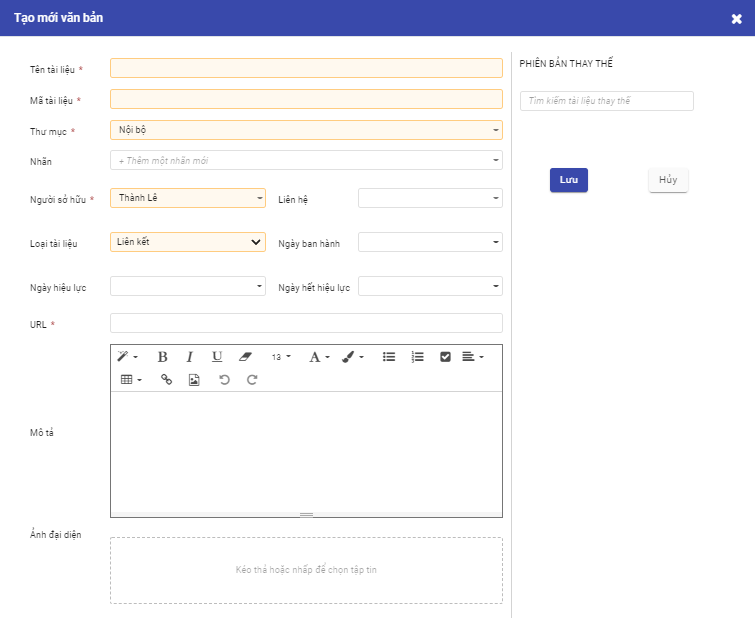 Tạo mới văn bản
Tên tài liệu *
Mã tài liệu *
Thư mục * Nội bộ
Nhãn + Thêm một nhãn mới
Người sở hữu * Thành Lê Liên hệ
Loại tài liệu Liên kết Ngày ban hành
Ngày hiệu lực Ngày hết hiệu lực
URL *
B I U 13 A
Mô tả
Ảnh đại diện
Kéo thả hoặc nhấp để chọn tập tin
PHIÊN BẢN THAY THẾ
Tìm kiếm tài liệu thay thế
Lưu Hủy